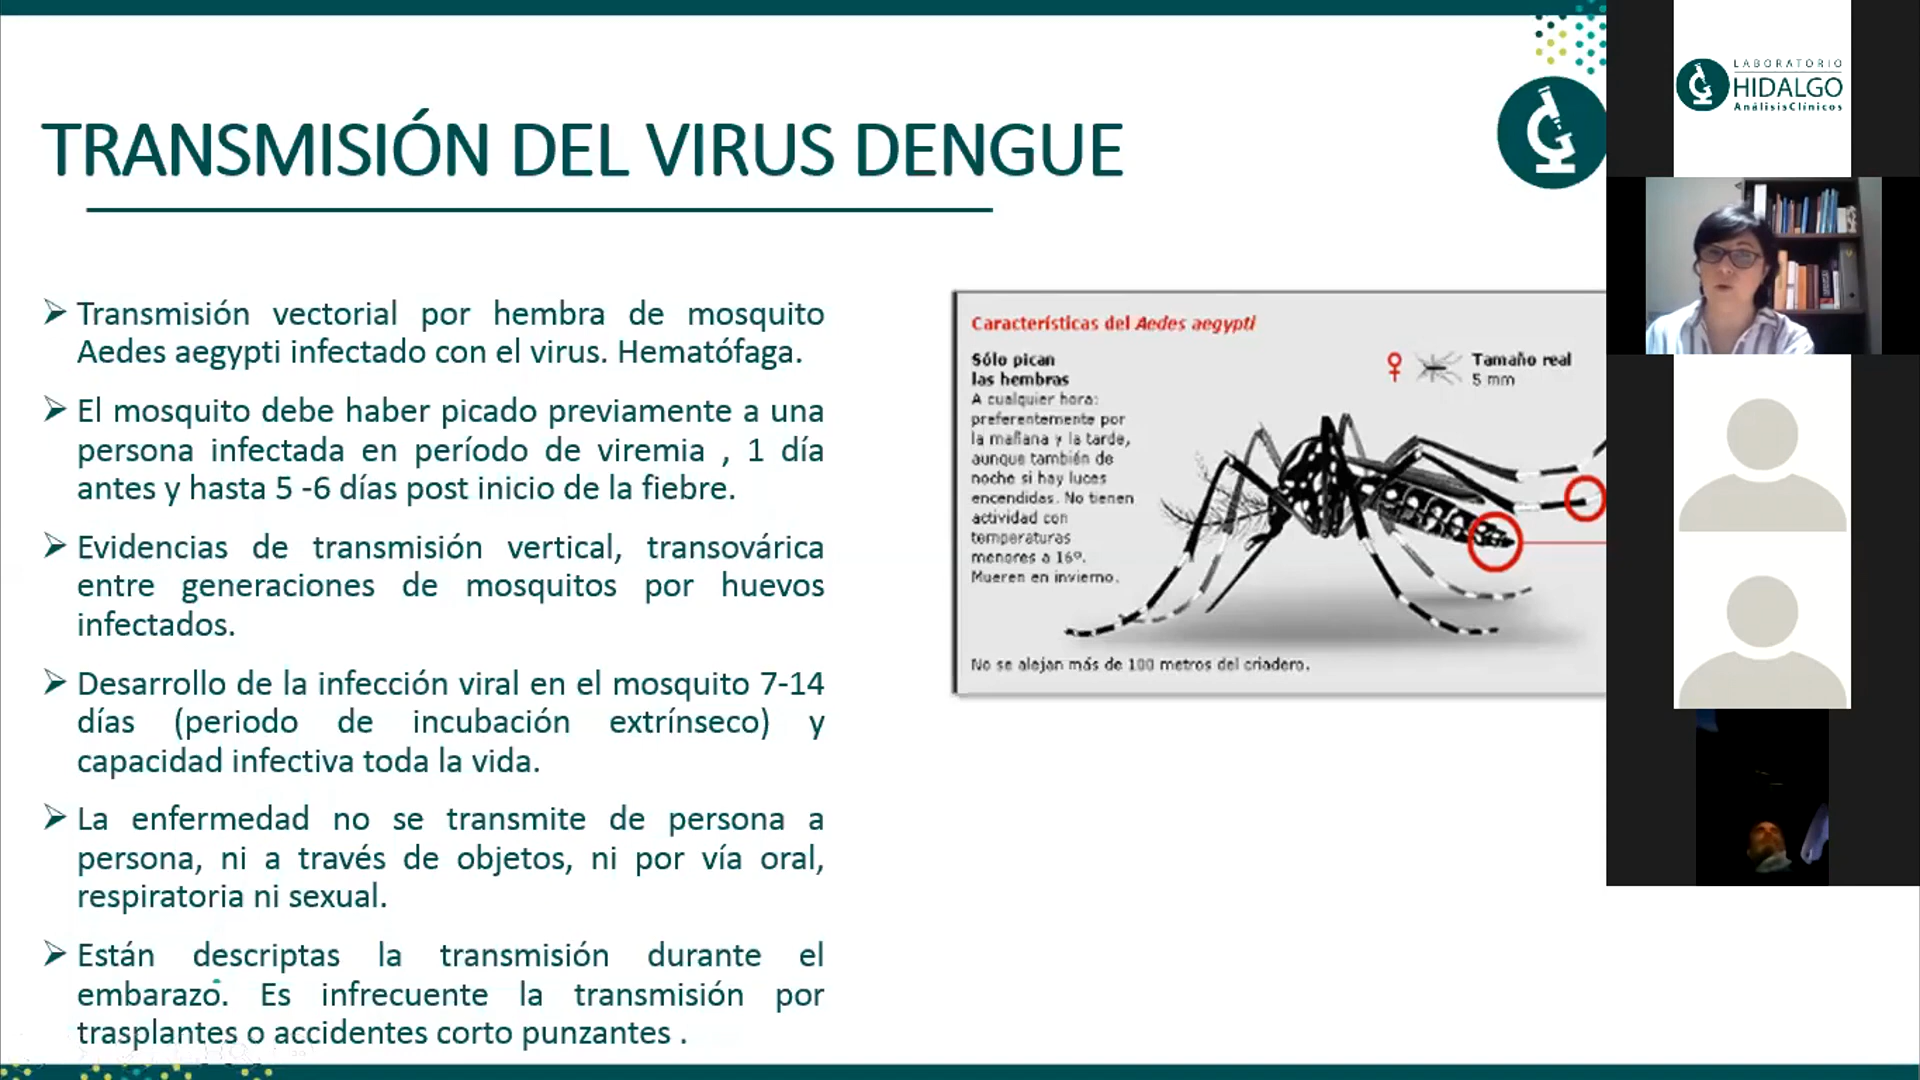 TRANSMISIÓN DEL VIRUS DENGUE
Transmisión vectorial por hembra de mosquito
Aedes aegypti infectado con el virus. Hematófaga.
El mosquito debe haber picado previamente a una
persona infectada en período de viremia , 1 día
antes y hasta 5 -6 días post inicio de la fiebre.
Evidencias de transmisión vertical, transovárica
entre generaciones de mosquitos por huevos
infectados.
Desarrollo de la infección viral en el mosquito 7-14
días (periodo de incubación extrínseco) y
capacidad infectiva toda la vida.
La enfermedad no se transmite de persona a
persona, ni a través de objetos, ni por vía oral,
respiratoria ni sexual.
Están descriptas la transmisión durante el
embarazo. Es infrecuente la transmisión por
trasplantes o accidentes corto punzantes .
Características del Aedes aegypti
Sólo pican
las hembras
A cualquier hora:
preferentemente por
la mañana y la tarde,
aunque también de
noche si hay luces
encendidas. No tienen
actividad con
temperaturas
menores a 16º.
Mueren en invierno.
Tamaño real
5 mm
No se alejan más de 100 metros del criadero.
LABORATORIO
HIDALGO
AnálisisClínicos